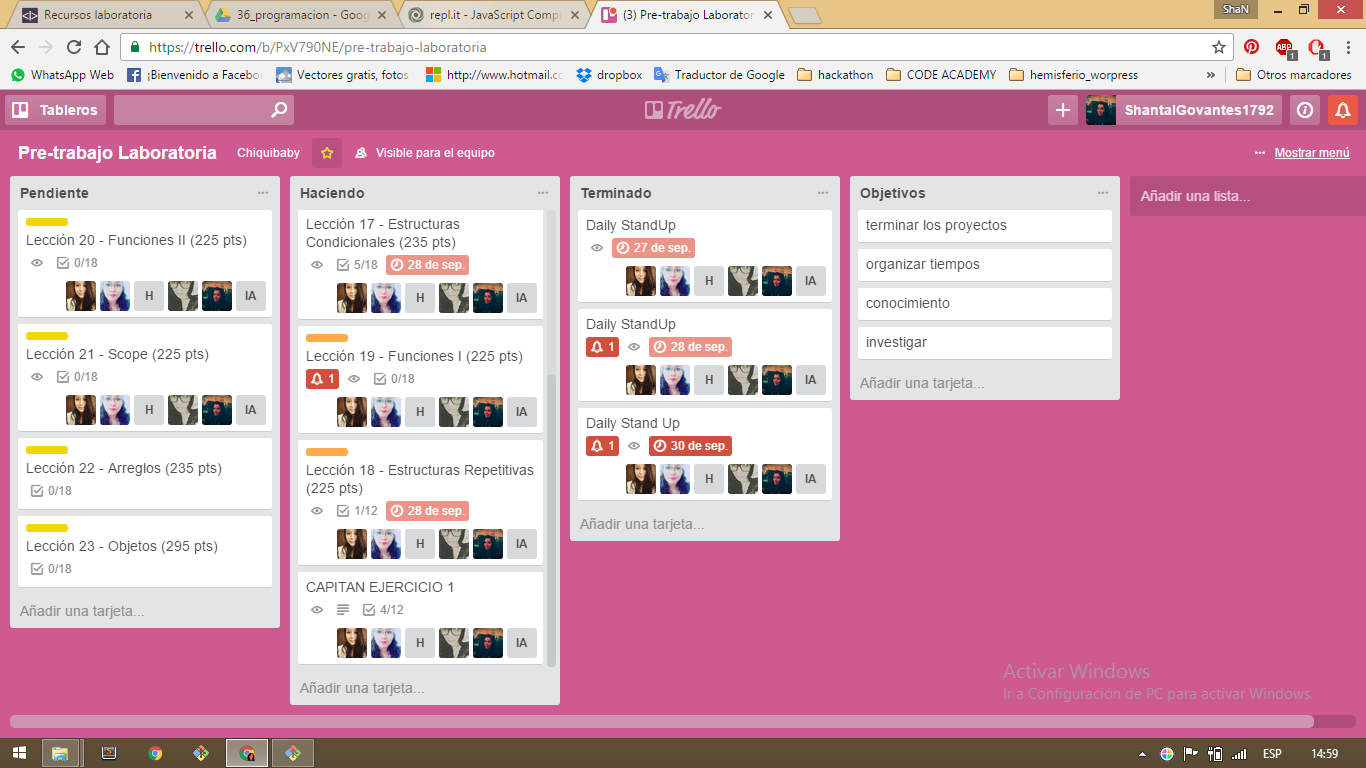 Recursos laboratoria
36_programacion - Goog
repl.it - JavaScript Comp
(3) Pre-trabajo Laborator
ShaN
https://trello.com/b/PxV790NE/pre-trabajo-laboratoria
ABP
1
1
WhatsApp Web
¡Bienvenido a Facebo
Vectores gratis, fotos
http://www.hotmail.co
dropbox
Traductor de Google
hackathon
CODE ACADEMY
hemisferio_worpress
»
Otros marcadores
Tableros
Trello
ShantalGovantes1792
Pre-trabajo Laboratoria
Chiquibaby
Visible para el equipo
Mostrar menú
Pendiente
Lección 20 - Funciones II (225 pts)
0/18
H
IA
Lección 21 - Scope (225 pts)
0/18
H
IA
Lección 22 - Arreglos (235 pts)
0/18
Lección 23 - Objetos (295 pts)
0/18
Añadir una tarjeta...
Haciendo
Lección 17 - Estructuras
Condicionales (235 pts)
5/18
28 de sep.
H
IA
Lección 19 - Funciones I (225 pts)
1
0/18
H
IA
Lección 18 - Estructuras Repetitivas
(225 pts)
1/12
28 de sep.
H
IA
CAPITAN EJERCICIO 1
4/12
H
IA
Añadir una tarjeta...
Terminado
Daily StandUp
27 de sep.
H
IA
Daily StandUp
1
28 de sep.
H
IA
Daily Stand Up
1
30 de sep.
H
IA
Añadir una tarjeta...
Objetivos
terminar los proyectos
organizar tiempos
conocimiento
investigar
Añadir una tarjeta...
Añadir una lista...
Activar Windows
Ir a Configuración de PC para activar Windows.
ESP
14:59